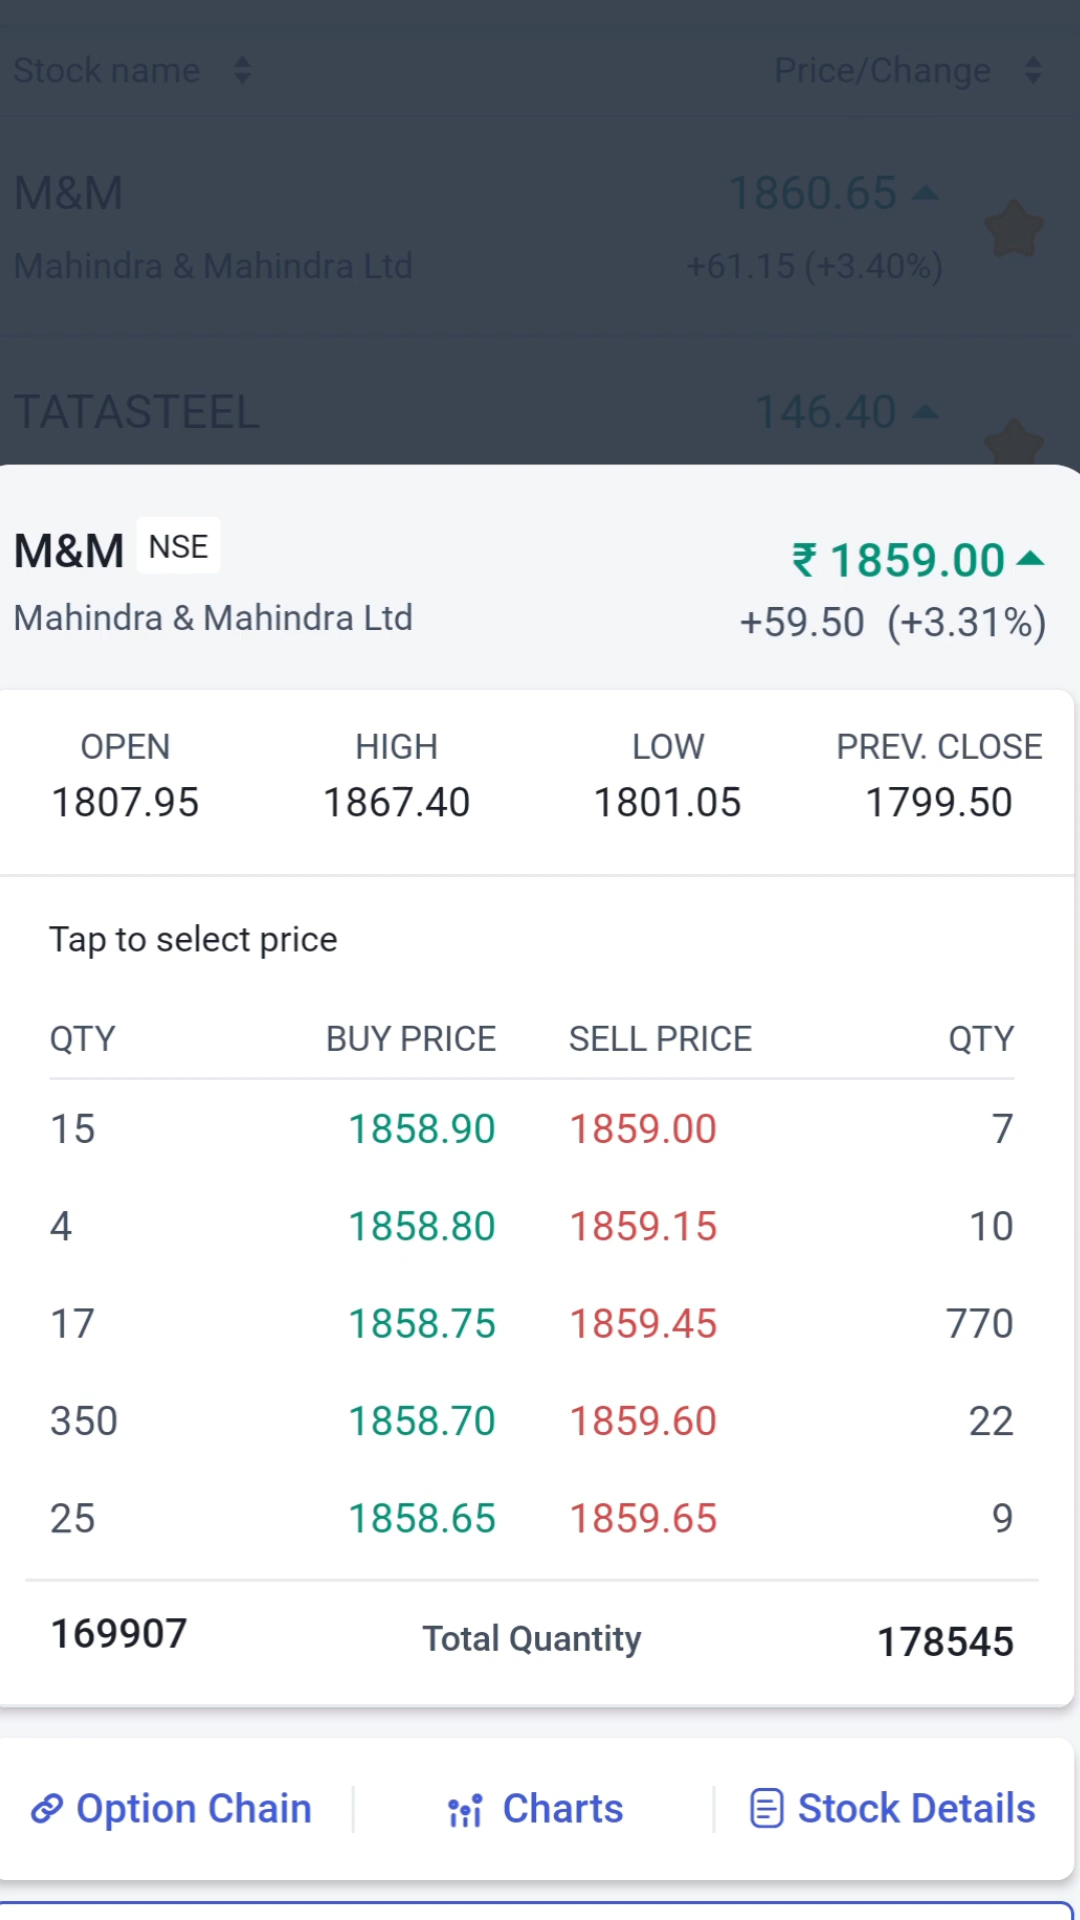 Stock name Price/Change
M&M 1860.65
Mahindra & Mahindra Ltd +61.15 (+3.40%)
TATASTEEL 146.40
M&M NSE ₹ 1859.00
Mahindra & Mahindra Ltd +59.50 (+3.31%)
OPEN HIGH LOW PREV. CLOSE
1807.95 1867.40 1801.05 1799.50
Tap to select price
QTY BUY PRICE SELL PRICE QTY
15 1858.90 1859.00 7
4 1858.80 1859.15 10
17 1858.75 1859.45 770
350 1858.70 1859.60 22
25 1858.65 1859.65 9
169907 Total Quantity 178545
Option Chain Charts Stock Details